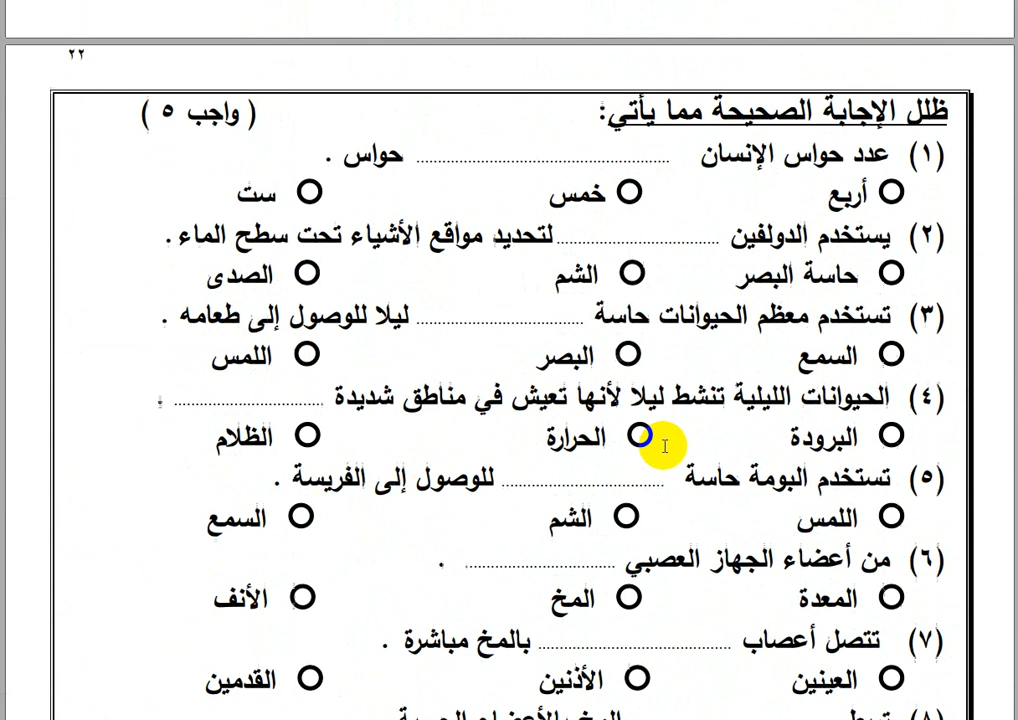 ٢٢
ظلل الإجابة الصحيحة مما يأتي: ( واجب ٥ )
(١) عدد حواس الإنسان .................... حواس .
أربع خمس ست
(٢) يستخدم الدولفين .................... لتحديد مواقع الأشياء تحت سطح الماء .
حاسة البصر الشم الصدى
(٣) تستخدم معظم الحيوانات حاسة .................... ليلا للوصول إلى طعامه .
السمع البصر اللمس
(٤) الحيوانات الليلية تنشط ليلا لأنها تعيش في مناطق شديدة ....................
البرودة الحرارة الظلام
(٥) تستخدم البومة حاسة .................... للوصول إلى الفريسة .
اللمس الشم السمع
(٦) من أعضاء الجهاز العصبي .................... .
المعدة المخ الأنف
(٧) تتصل أعصاب .................... بالمخ مباشرة .
العينين الأذنين القدمين